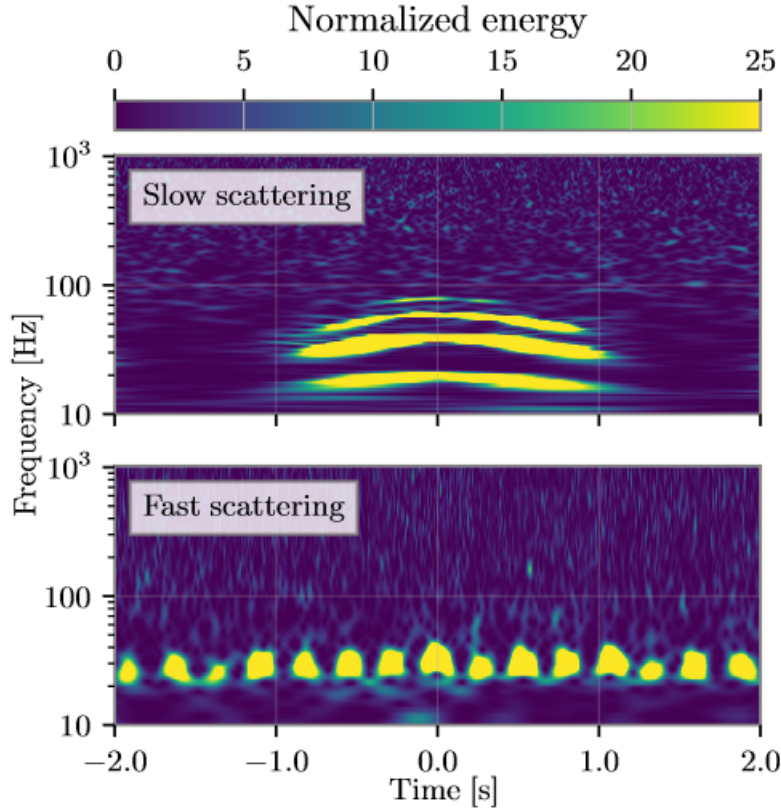 Normalized energy
0 5 10 15 20 25
10³
Slow scattering
100
10
Frequency [Hz]
10³
Fast scattering
100
10
−2.0 −1.0 0.0 1.0 2.0
Time [s]